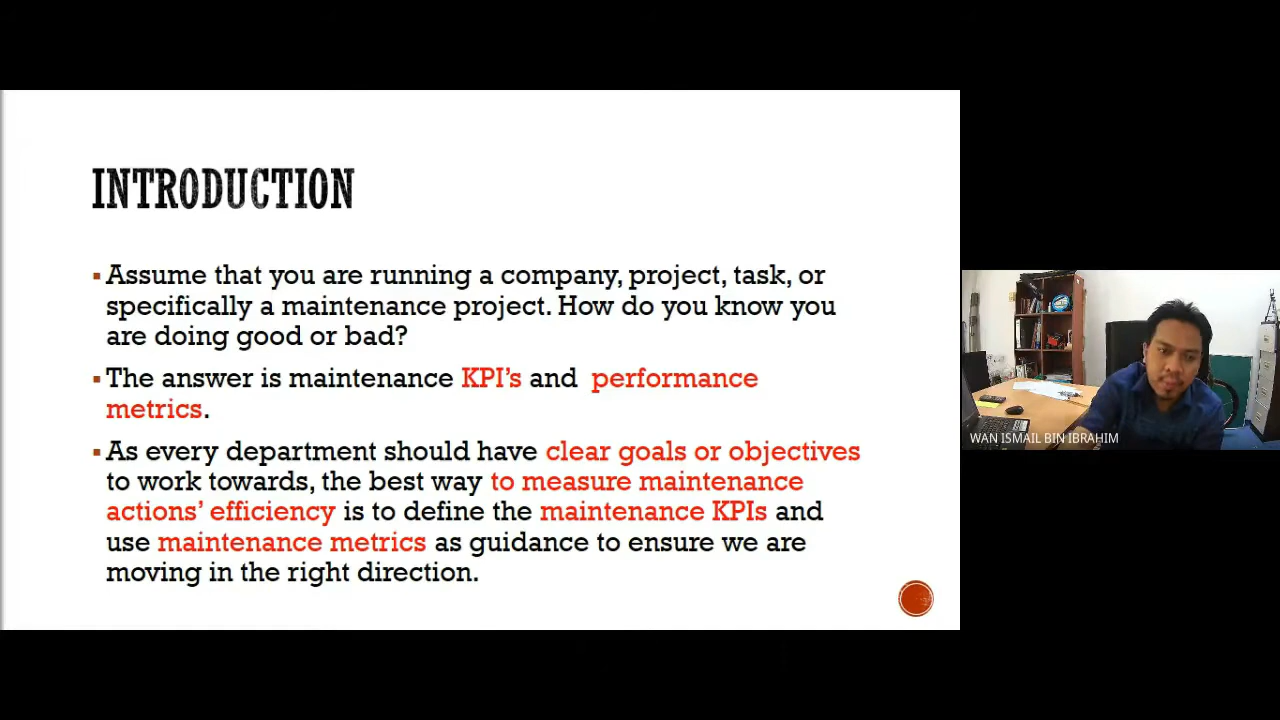 INTRODUCTION
▪ Assume that you are running a company, project, task, or
specifically a maintenance project. How do you know you
are doing good or bad?
▪ The answer is maintenance KPI’s and performance
metrics.
▪ As every department should have clear goals or objectives
to work towards, the best way to measure maintenance
actions’ efficiency is to define the maintenance KPIs and
use maintenance metrics as guidance to ensure we are
moving in the right direction.
WAN ISMAIL BIN IBRAHIM